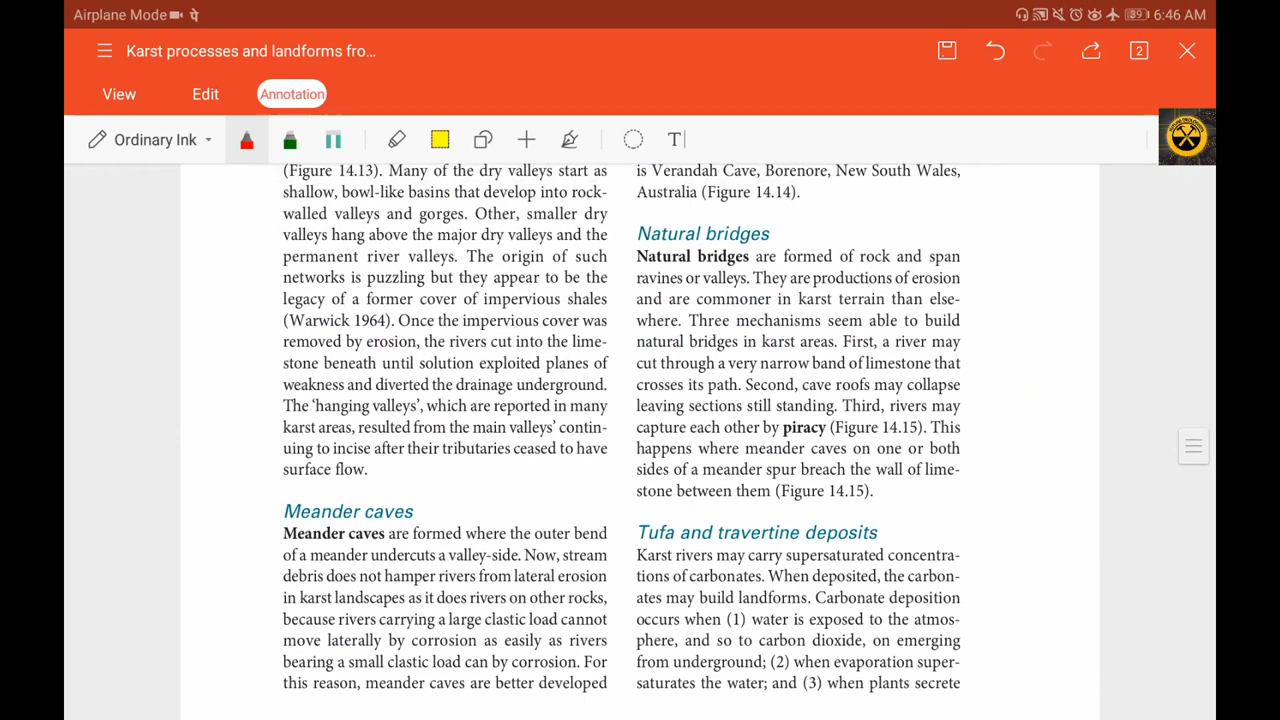 Airplane Mode
39
6:46 AM
Karst processes and landforms fro...
2
View
Edit
Annotation
Ordinary Ink
T
(Figure 14.13). Many of the dry valleys start as
shallow, bowl-like basins that develop into rock-
walled valleys and gorges. Other, smaller dry
valleys hang above the major dry valleys and the
permanent river valleys. The origin of such
networks is puzzling but they appear to be the
legacy of a former cover of impervious shales
(Warwick 1964). Once the impervious cover was
removed by erosion, the rivers cut into the lime-
stone beneath until solution exploited planes of
weakness and diverted the drainage underground.
The ‘hanging valleys’, which are reported in many
karst areas, resulted from the main valleys’ contin-
uing to incise after their tributaries ceased to have
surface flow.
Meander caves
Meander caves are formed where the outer bend
of a meander undercuts a valley-side. Now, stream
debris does not hamper rivers from lateral erosion
in karst landscapes as it does rivers on other rocks,
because rivers carrying a large clastic load cannot
move laterally by corrosion as easily as rivers
bearing a small clastic load can by corrosion. For
this reason, meander caves are better developed
is Verandah Cave, Borenore, New South Wales,
Australia (Figure 14.14).
Natural bridges
Natural bridges are formed of rock and span
ravines or valleys. They are productions of erosion
and are commoner in karst terrain than else-
where. Three mechanisms seem able to build
natural bridges in karst areas. First, a river may
cut through a very narrow band of limestone that
crosses its path. Second, cave roofs may collapse
leaving sections still standing. Third, rivers may
capture each other by piracy (Figure 14.15). This
happens where meander caves on one or both
sides of a meander spur breach the wall of lime-
stone between them (Figure 14.15).
Tufa and travertine deposits
Karst rivers may carry supersaturated concentra-
tions of carbonates. When deposited, the carbon-
ates may build landforms. Carbonate deposition
occurs when (1) water is exposed to the atmos-
phere, and so to carbon dioxide, on emerging
from underground; (2) when evaporation super-
saturates the water; and (3) when plants secrete